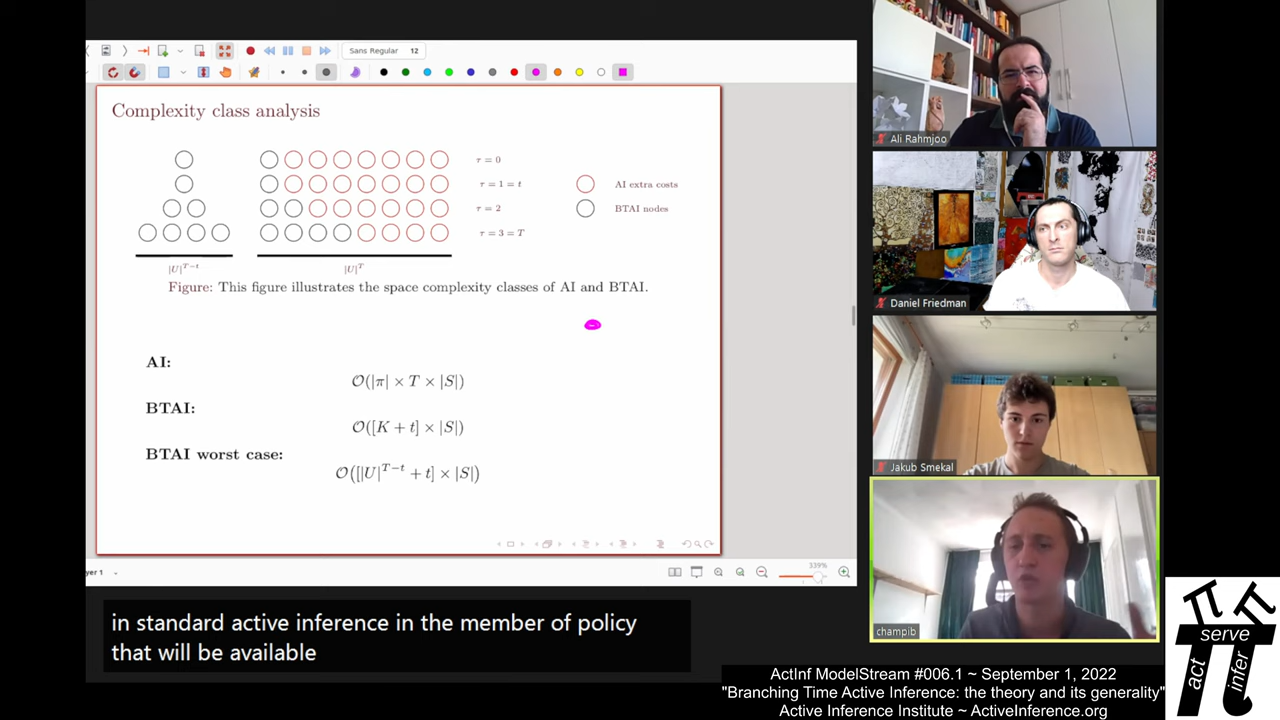 Sans Regular 12
Complexity class analysis
τ = 0
τ = 1 = t
τ = 2
τ = 3 = T
AI extra costs
BTAI nodes
|U|^{T−t}
|U|^T
Figure: This figure illustrates the space complexity classes of AI and BTAI.
AI:
O(|π| × T × |S|)
BTAI:
O([K + t] × |S|)
BTAI worst case:
O([|U|^{T−t} + t] × |S|)
yer 1
339%
in standard active inference in the member of policy
that will be available
Ali Rahmjoo
Daniel Friedman
Jakub Smekal
champib
π π
serve
act
infer
ActInf ModelStream #006.1 ~ September 1, 2022
"Branching Time Active Inference: the theory and its generality"
Active Inference Institute ~ ActiveInference.org